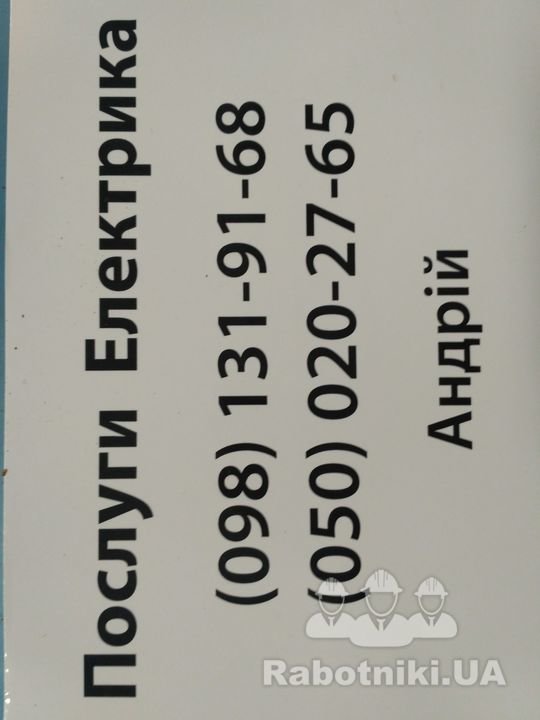 Послуги Електрика
(098) 131-91-68
(050) 020-27-65
Андрій
Rabotniki.UA